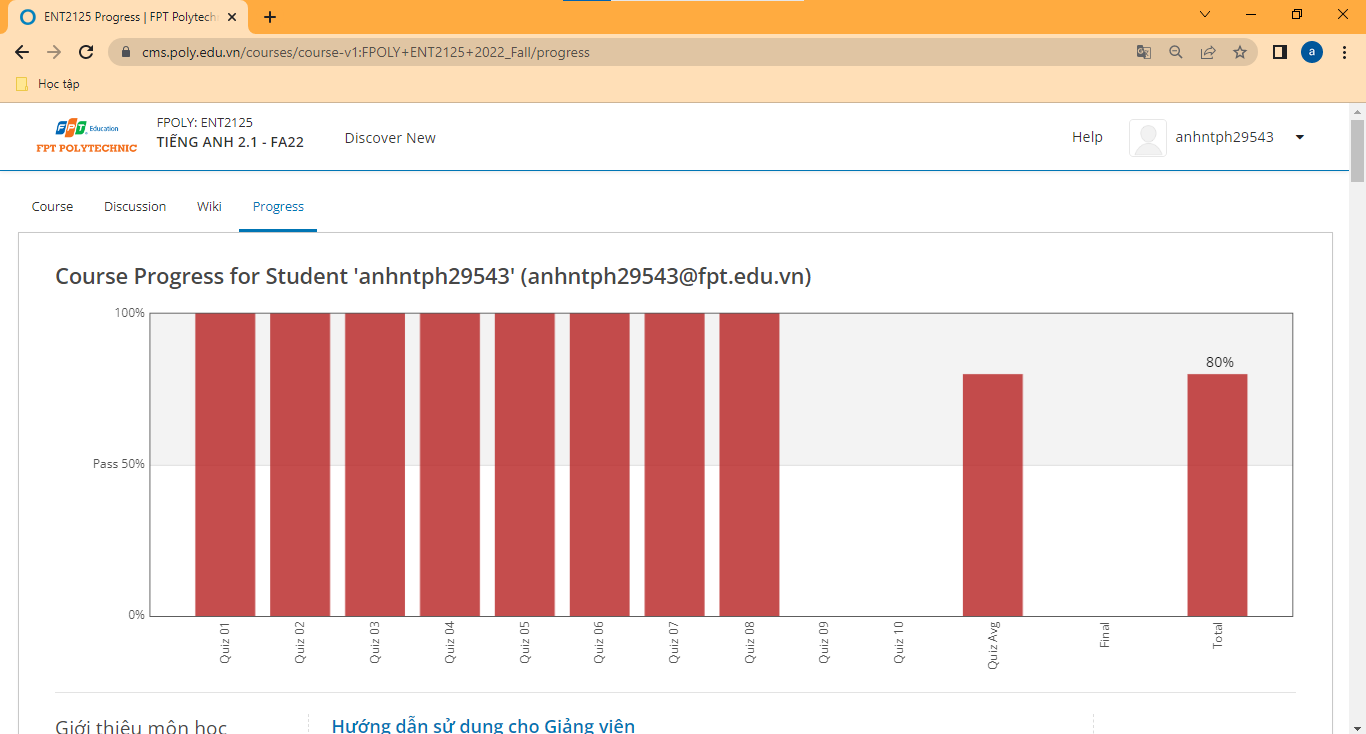 ENT2125 Progress | FPT Polytech
cms.poly.edu.vn/courses/course-v1:FPOLY+ENT2125+2022_Fall/progress
a
Học tập
FPT Education
FPT POLYTECHNIC
FPOLY: ENT2125
TIẾNG ANH 2.1 - FA22
Discover New
Help
anhntph29543
Course
Discussion
Wiki
Progress
Course Progress for Student 'anhntph29543' (anhntph29543@fpt.edu.vn)
100%
80%
Pass 50%
0%
Quiz 01
Quiz 02
Quiz 03
Quiz 04
Quiz 05
Quiz 06
Quiz 07
Quiz 08
Quiz 09
Quiz 10
Quiz Avg
Final
Total
Giới thiệu môn học
Hướng dẫn sử dụng cho Giảng viên